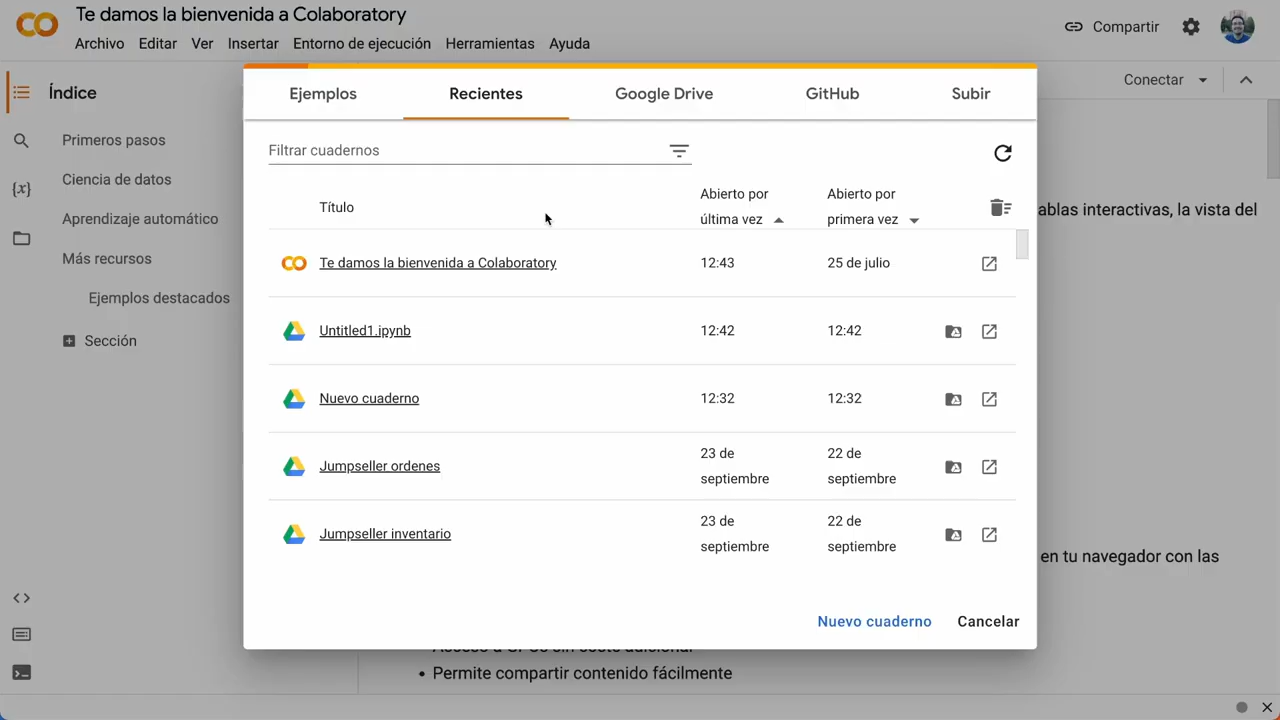 Te damos la bienvenida a Colaboratory
Archivo Editar Ver Insertar Entorno de ejecución Herramientas Ayuda
Compartir
Conectar
Índice
Primeros pasos
Ciencia de datos
Aprendizaje automático
Más recursos
Ejemplos destacados
Sección
Ejemplos Recientes Google Drive GitHub Subir
Filtrar cuadernos
Título
Abierto por última vez
Abierto por primera vez
Te damos la bienvenida a Colaboratory 12:43 25 de julio
Untitled1.ipynb 12:42 12:42
Nuevo cuaderno 12:32 12:32
Jumpseller ordenes 23 de septiembre 22 de septiembre
Jumpseller inventario 23 de septiembre 22 de septiembre
Nuevo cuaderno Cancelar
ablas interactivas, la vista del
en tu navegador con las
• Permite compartir contenido fácilmente